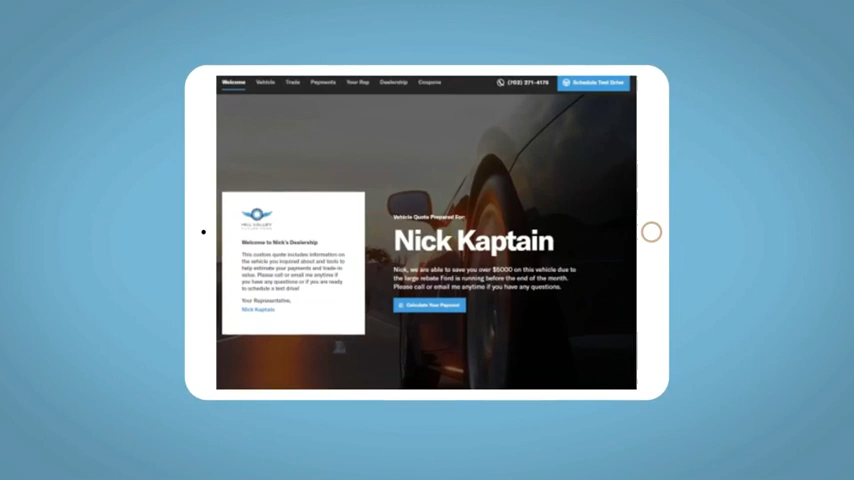 Welcome Vehicle Trade Payments Your Rep Dealership Coupons (702) 271-4178 Schedule Test Drive
HILL VALLEY
Welcome to Nick's Dealership
This custom quote includes information on
the vehicle you inquired about and tools to
help estimate your payments and trade-in
value. Please call or email me anytime if
you have any questions or if you are ready
to schedule a test drive!
Your Representative,
Nick Kaptain
Vehicle Quote Prepared For:
Nick Kaptain
Nick, we are able to save you over $6000 on this vehicle due to
the large rebate Ford is running before the end of the month.
Please call or email me anytime if you have any questions.
Calculate Your Payment